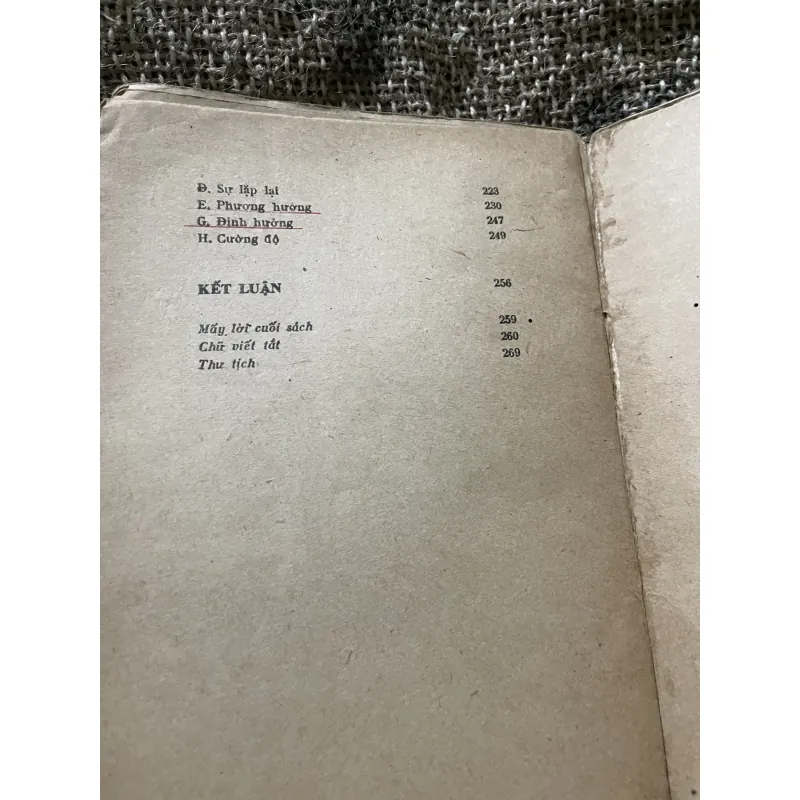 Đ. Sự lặp lại 223
E. Phương hướng 230
G. Định hướng 247
H. Cường độ 249
KẾT LUẬN 256
Mấy lời cuối sách 259
Chữ viết tắt 260
Thư tịch 269